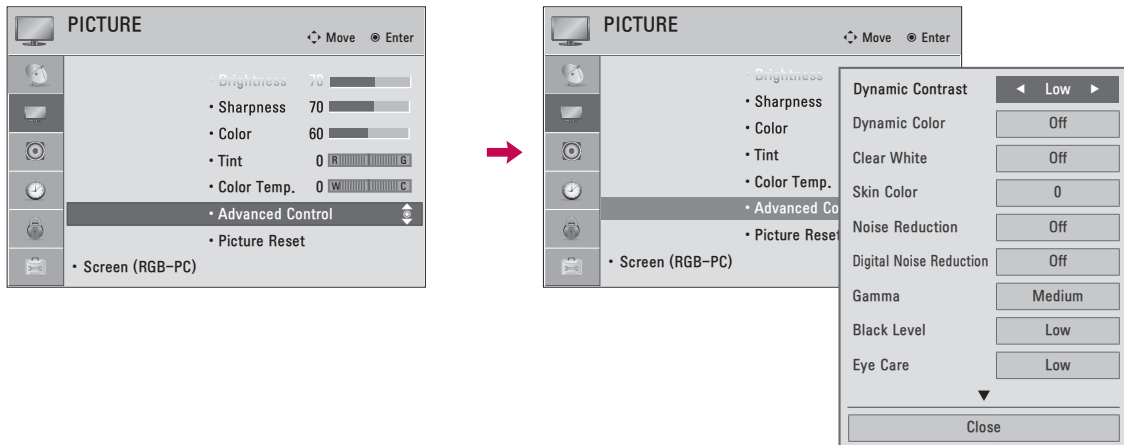 PICTURE
Move Enter
- Brightness 70
• Sharpness 70
• Color 60
• Tint 0 R G
• Color Temp. 0 W C
• Advanced Control
• Picture Reset
• Screen (RGB-PC)
PICTURE
Move Enter
- Brightness
• Sharpness
• Color
• Tint
• Color Temp.
• Advanced Co
• Picture Reset
• Screen (RGB-PC)
Dynamic Contrast ◄ Low ►
Dynamic Color Off
Clear White Off
Skin Color 0
Noise Reduction Off
Digital Noise Reduction Off
Gamma Medium
Black Level Low
Eye Care Low
▼
Close